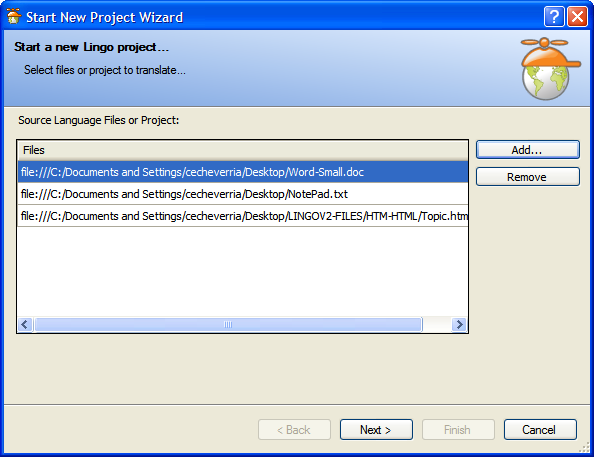 Start New Project Wizard
?
Start a new Lingo project...
Select files or project to translate...
Source Language Files or Project:
Files
file:///C:/Documents and Settings/cecheverria/Desktop/Word-Small.doc
file:///C:/Documents and Settings/cecheverria/Desktop/NotePad.txt
file:///C:/Documents and Settings/cecheverria/Desktop/LINGOV2-FILES/HTM-HTML/Topic.htm
Add...
Remove
< Back
Next >
Finish
Cancel